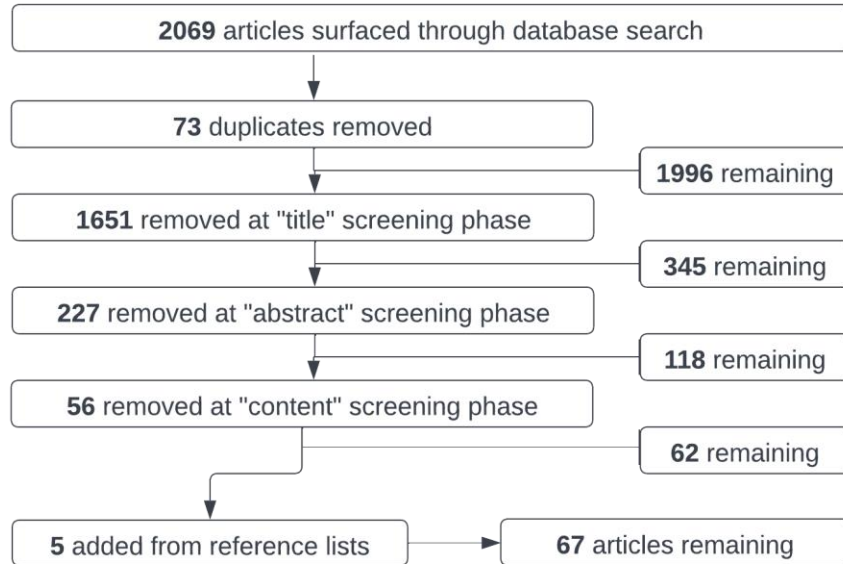 2069 articles surfaced through database search
73 duplicates removed
1996 remaining
1651 removed at "title" screening phase
345 remaining
227 removed at "abstract" screening phase
118 remaining
56 removed at "content" screening phase
62 remaining
5 added from reference lists
67 articles remaining